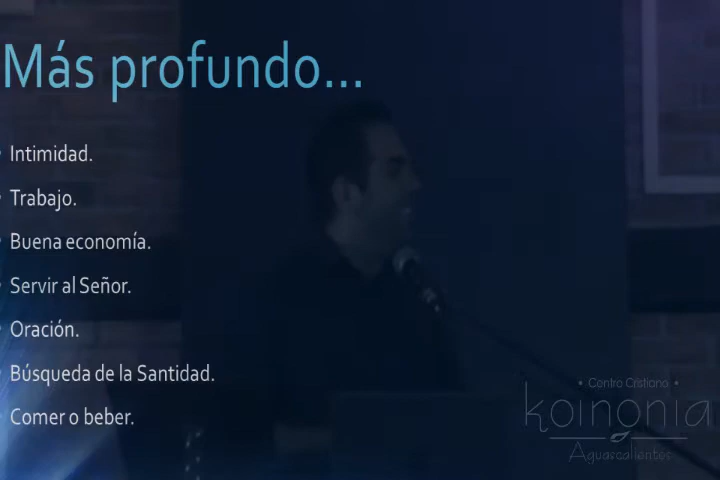 Más profundo...
Intimidad.
Trabajo.
Buena economía.
Servir al Señor.
Oración.
Búsqueda de la Santidad.
Comer o beber.
• Centro Cristiano •
koinonia
Aguascalientes